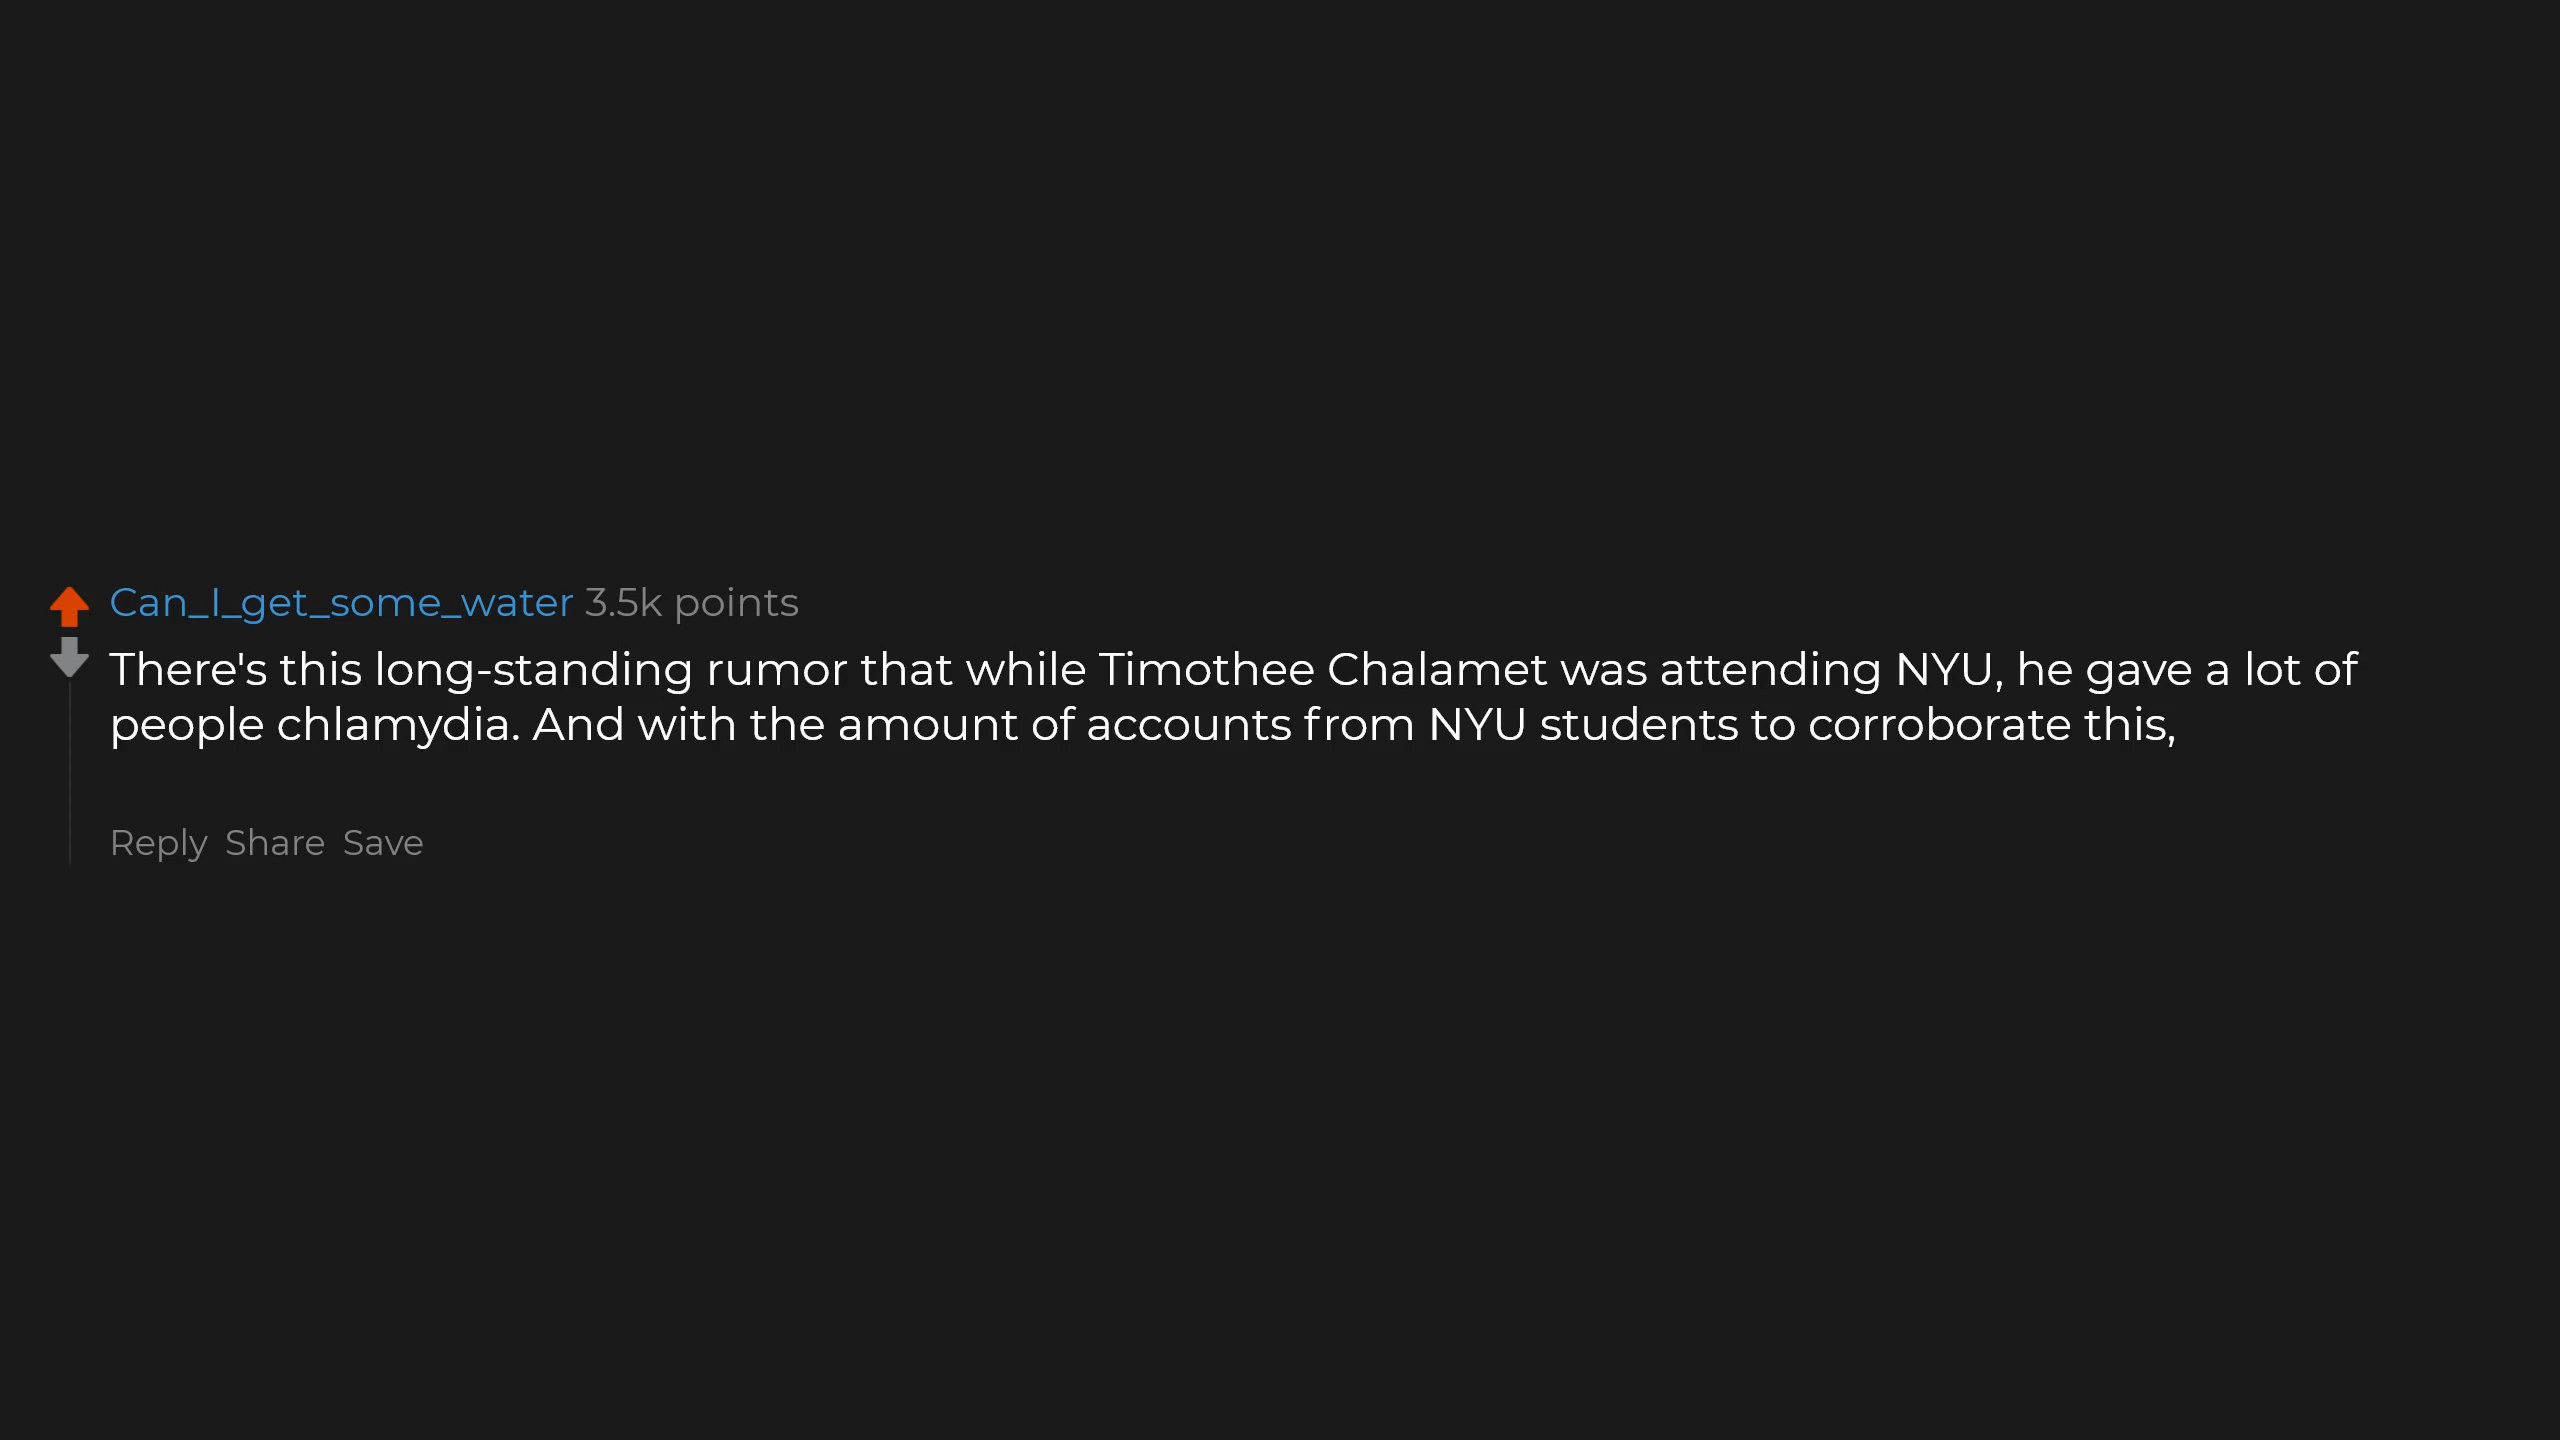 Can_I_get_some_water 3.5k points
There's this long-standing rumor that while Timothee Chalamet was attending NYU, he gave a lot of
people chlamydia. And with the amount of accounts from NYU students to corroborate this,
Reply Share Save